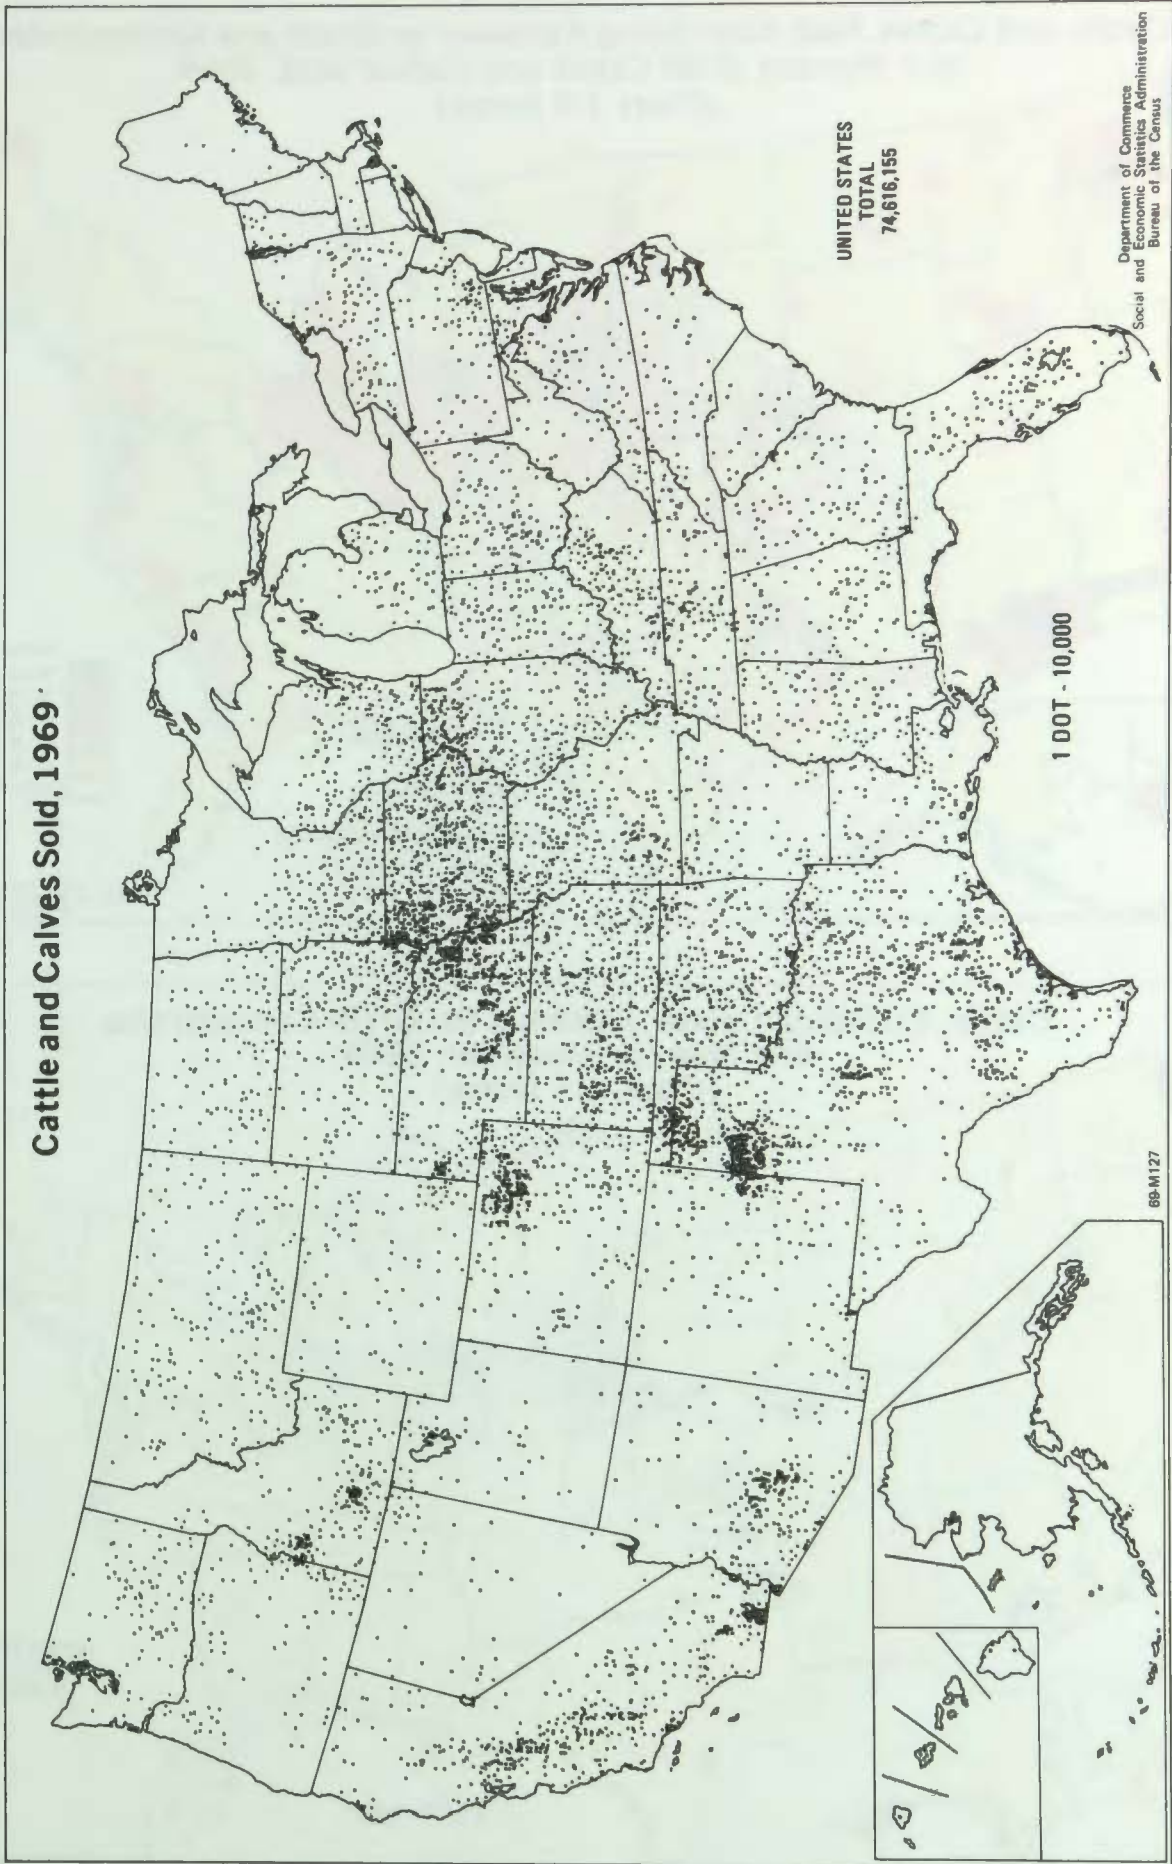 Cattle and Calves Sold, 1969
UNITED STATES
TOTAL
74,616,155
1 DOT - 10,000
69-M127
Department of Commerce
Social and Economic Statistics Administration
Bureau of the Census